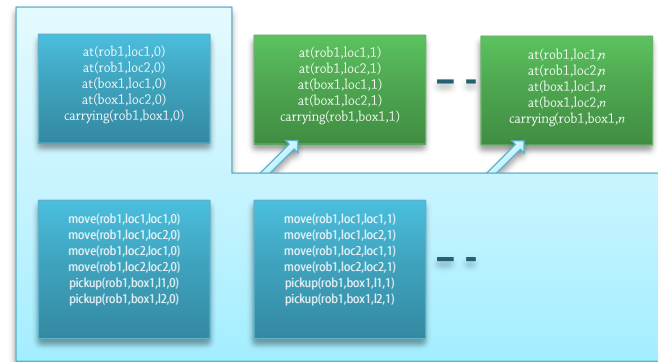 at(rob1,loc1,0)
at(rob1,loc2,0)
at(box1,loc1,0)
at(box1,loc2,0)
carrying(rob1,box1,0)
at(rob1,loc1,1)
at(rob1,loc2,1)
at(box1,loc1,1)
at(box1,loc2,1)
carrying(rob1,box1,1)
at(rob1,loc1,n
at(rob1,loc2,n
at(box1,loc1,n
at(box1,loc2,n
carrying(rob1,box1,n
move(rob1,loc1,loc1,0)
move(rob1,loc1,loc2,0)
move(rob1,loc2,loc1,0)
move(rob1,loc2,loc2,0)
pickup(rob1,box1,l1,0)
pickup(rob1,box1,l2,0)
move(rob1,loc1,loc1,1)
move(rob1,loc1,loc2,1)
move(rob1,loc2,loc1,1)
move(rob1,loc2,loc2,1)
pickup(rob1,box1,l1,1)
pickup(rob1,box1,l2,1)